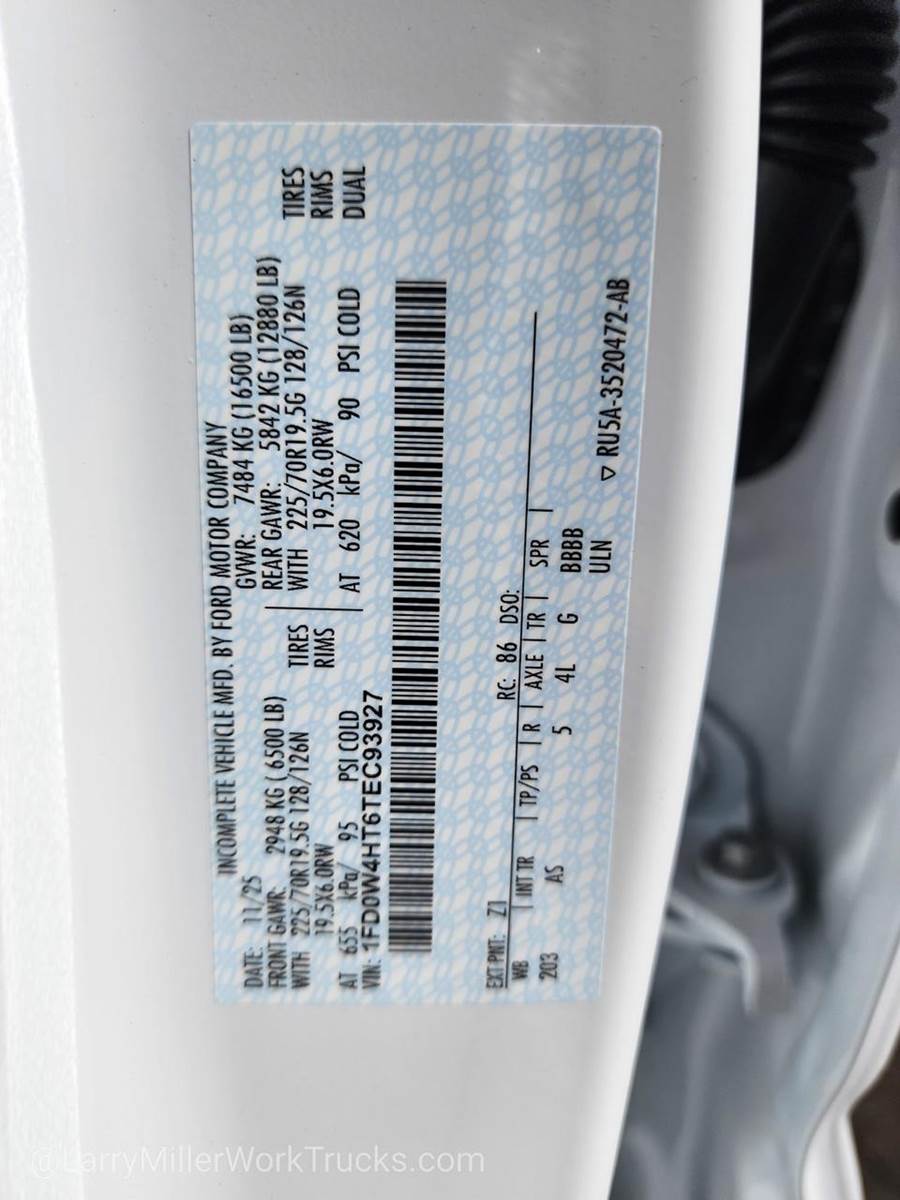 INCOMPLETE VEHICLE MFD. BY FORD MOTOR COMPANY
DATE: 11/25 GVWR: 7484 KG (16500 LB)
FRONT GAWR: 2948 KG ( 6500 LB) REAR GAWR: 5842 KG (12880 LB)
WITH 225/70R19.5G 128/126N TIRES WITH 225/70R19.5G 128/126N TIRES
19.5X6.0RW RIMS 19.5X6.0RW RIMS
AT 655 kPa/ 95 PSI COLD AT 620 kPa/ 90 PSI COLD DUAL
VIN: 1FD0W4HT6TEC93927
EXT PNT: Z1 RC: 86 DSO:
WB INT TR TP/PS R AXLE TR SPR
203 AS 5 4L G BBBB
ULN
▽ RU5A-3520472-AB
@LarryMillerWorkTrucks.com